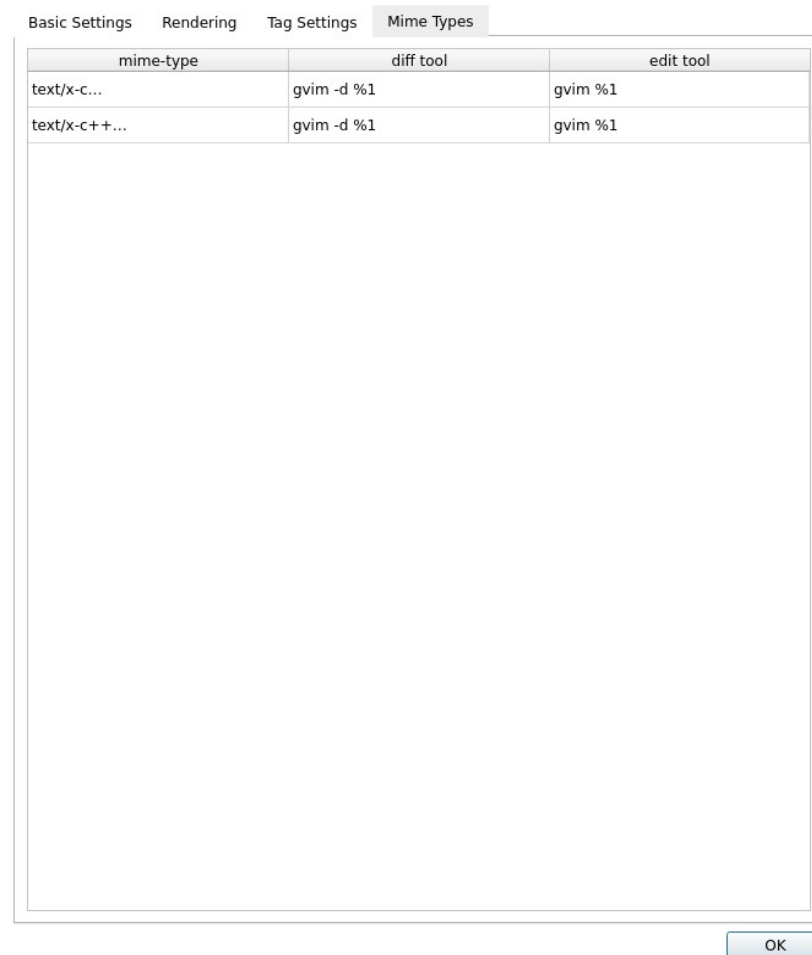 Basic Settings Rendering Tag Settings Mime Types
mime-type diff tool edit tool
text/x-c... gvim -d %1 gvim %1
text/x-c++... gvim -d %1 gvim %1
OK